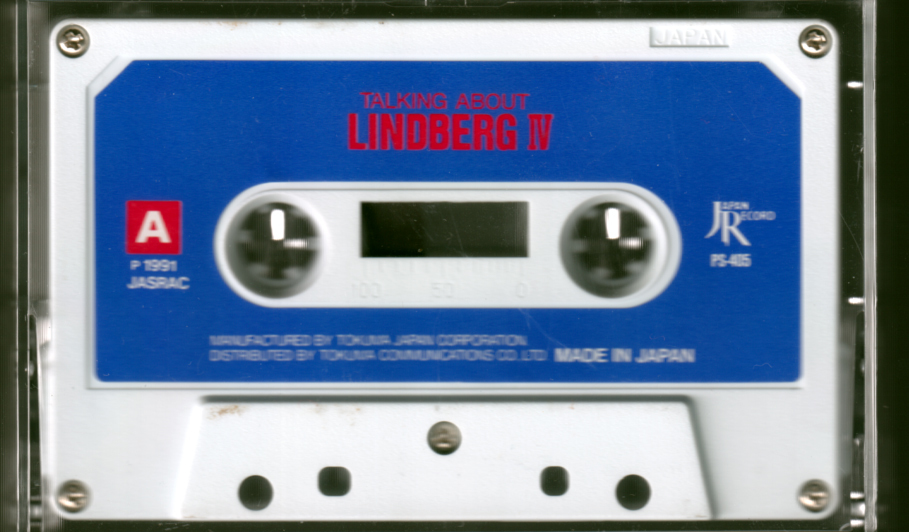 JAPAN
TALKING ABOUT
LINDBERG IV
A
P 1991
JASRAC
JAPAN
RECORD
PS-405
100 50 0
MANUFACTURED BY TOKUMA JAPAN CORPORATION
DISTRIBUTED BY TOKUMA COMMUNICATIONS CO.,LTD. MADE IN JAPAN